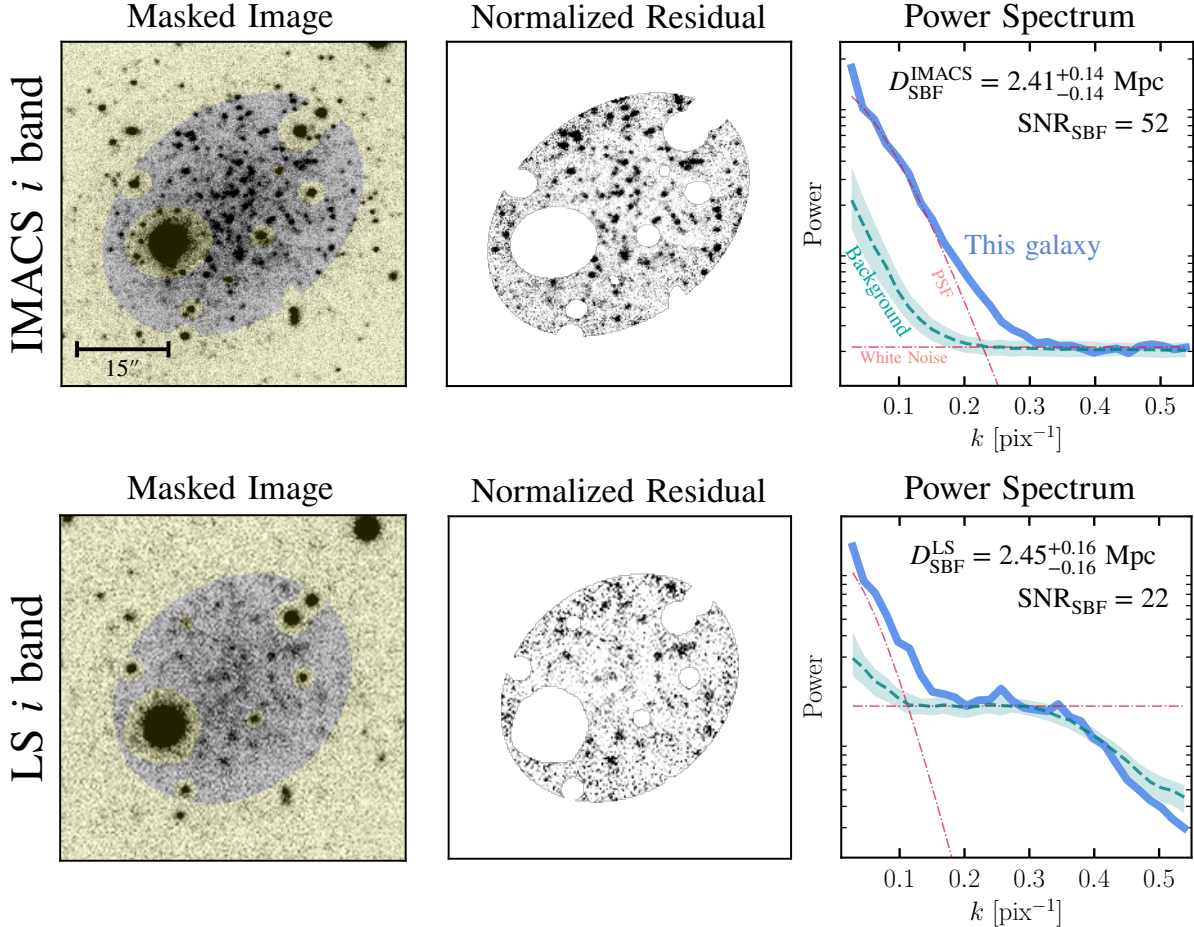 Masked Image
Normalized Residual
Power Spectrum
IMACS i band
15″
Power
D_SBF^IMACS = 2.41^{+0.14}_{−0.14} Mpc
SNR_SBF = 52
This galaxy
PSF
Background
White Noise
0.1 0.2 0.3 0.4 0.5
k [pix⁻¹]
Masked Image
Normalized Residual
Power Spectrum
LS i band
Power
D_SBF^LS = 2.45^{+0.16}_{−0.16} Mpc
SNR_SBF = 22
0.1 0.2 0.3 0.4 0.5
k [pix⁻¹]